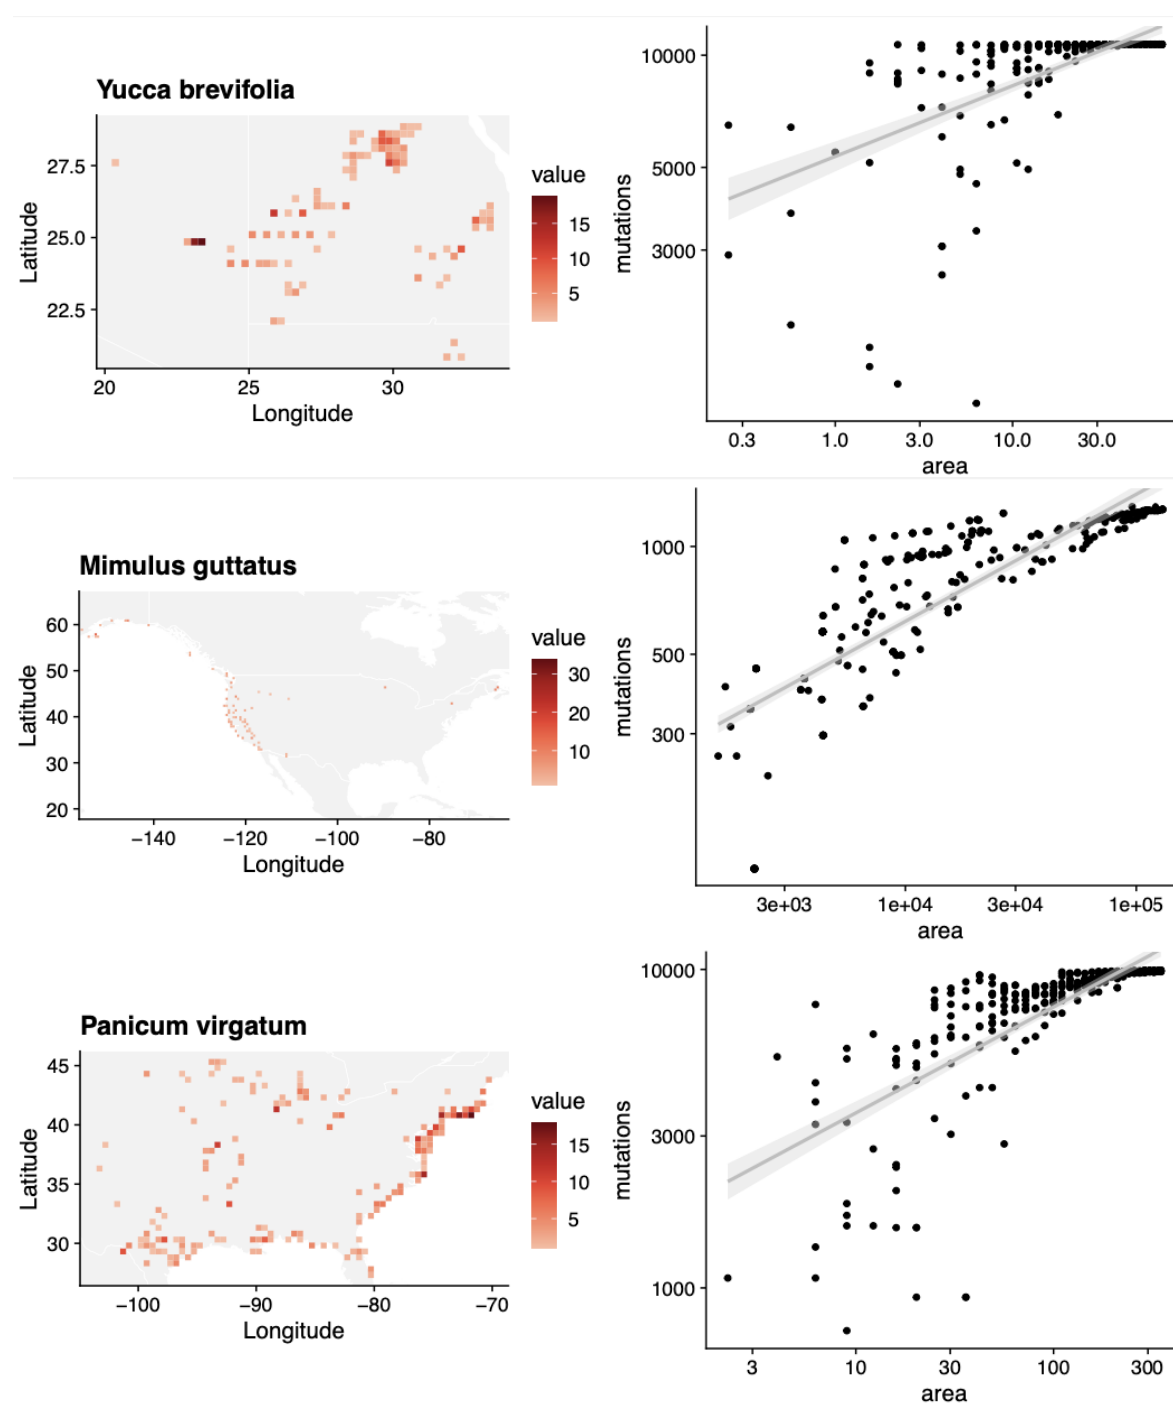 Yucca brevifolia
Latitude
27.5
25.0
22.5
20
25
30
Longitude
value
15
10
5
mutations
10000
5000
3000
0.3
1.0
3.0
10.0
30.0
area
Mimulus guttatus
Latitude
60
50
40
30
20
−140
−120
−100
−80
Longitude
value
30
20
10
mutations
1000
500
300
3e+03
1e+04
3e+04
1e+05
area
Panicum virgatum
Latitude
45
40
35
30
−100
−90
−80
−70
Longitude
value
15
10
5
mutations
10000
3000
1000
3
10
30
100
300
area